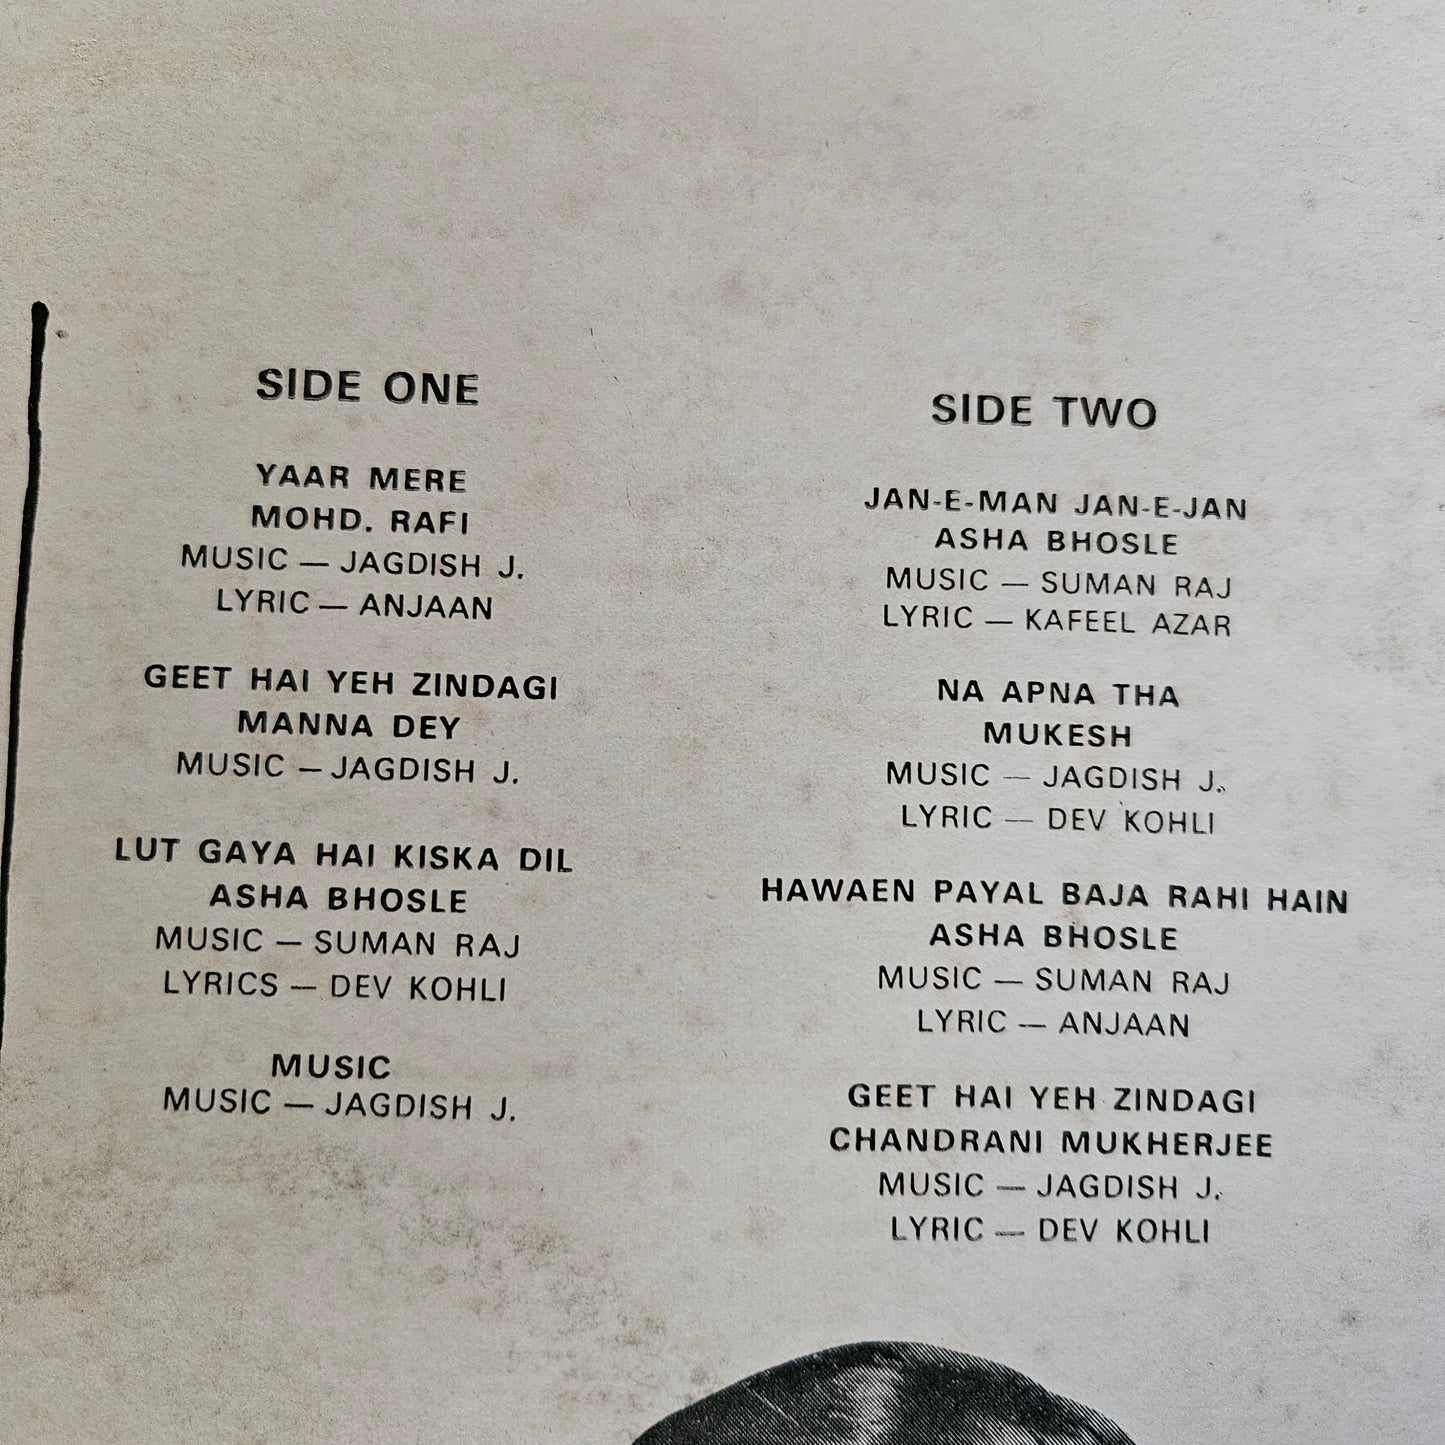 SIDE ONE
YAAR MERE
MOHD. RAFI
MUSIC — JAGDISH J.
LYRIC — ANJAAN
GEET HAI YEH ZINDAGI
MANNA DEY
MUSIC — JAGDISH J.
LUT GAYA HAI KISKA DIL
ASHA BHOSLE
MUSIC — SUMAN RAJ
LYRICS — DEV KOHLI
MUSIC
MUSIC — JAGDISH J.
SIDE TWO
JAN-E-MAN JAN-E-JAN
ASHA BHOSLE
MUSIC — SUMAN RAJ
LYRIC — KAFEEL AZAR
NA APNA THA
MUKESH
MUSIC — JAGDISH J.
LYRIC — DEV KOHLI
HAWAEN PAYAL BAJA RAHI HAIN
ASHA BHOSLE
MUSIC — SUMAN RAJ
LYRIC — ANJAAN
GEET HAI YEH ZINDAGI
CHANDRANI MUKHERJEE
MUSIC — JAGDISH J.
LYRIC — DEV KOHLI